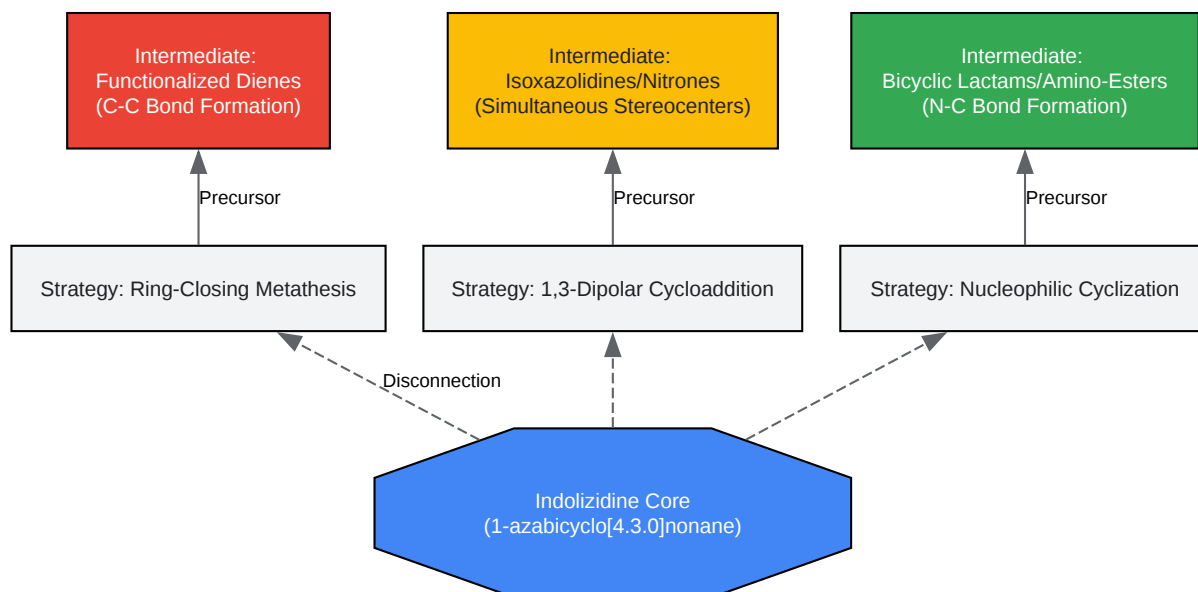 Intermediate:
Functionalized Dienes
(C-C Bond Formation)
Intermediate:
Isoxazolidines/Nitrones
(Simultaneous Stereocenters)
Intermediate:
Bicyclic Lactams/Amino-Esters
(N-C Bond Formation)
Precursor
Precursor
Precursor
Strategy: Ring-Closing Metathesis
Strategy: 1,3-Dipolar Cycloaddition
Strategy: Nucleophilic Cyclization
Disconnection
Indolizidine Core
(1-azabicyclo[4.3.0]nonane)